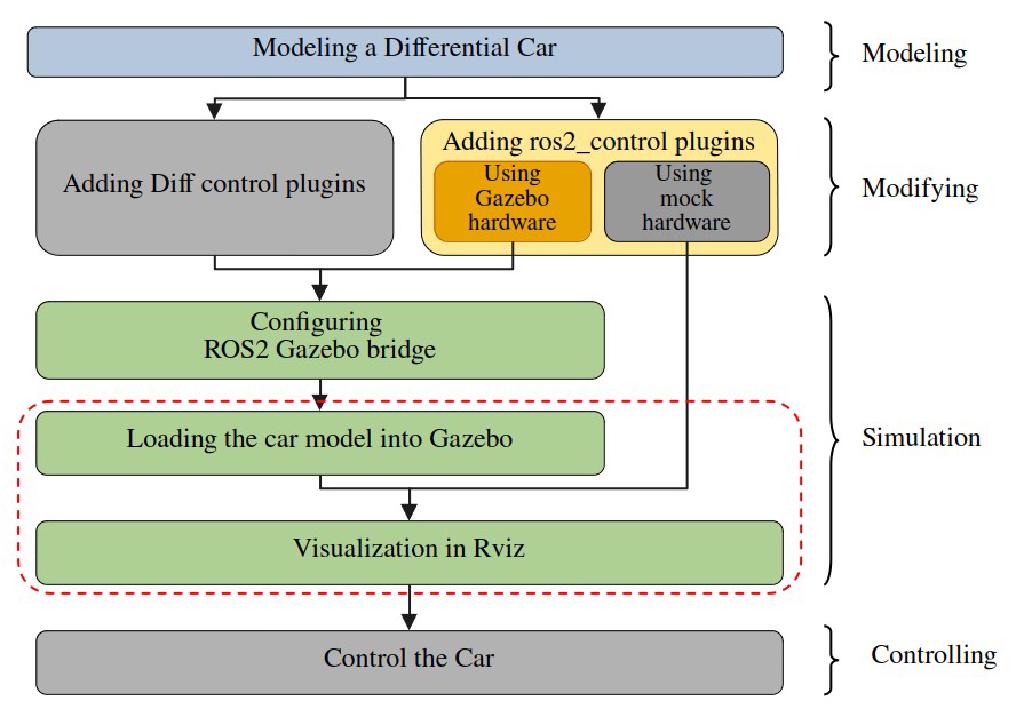 Modeling a Differential Car
Modeling
Adding Diff control plugins
Adding ros2_control plugins
Using
Gazebo
hardware
Using
mock
hardware
Modifying
Configuring
ROS2 Gazebo bridge
Loading the car model into Gazebo
Visualization in Rviz
Simulation
Control the Car
Controlling